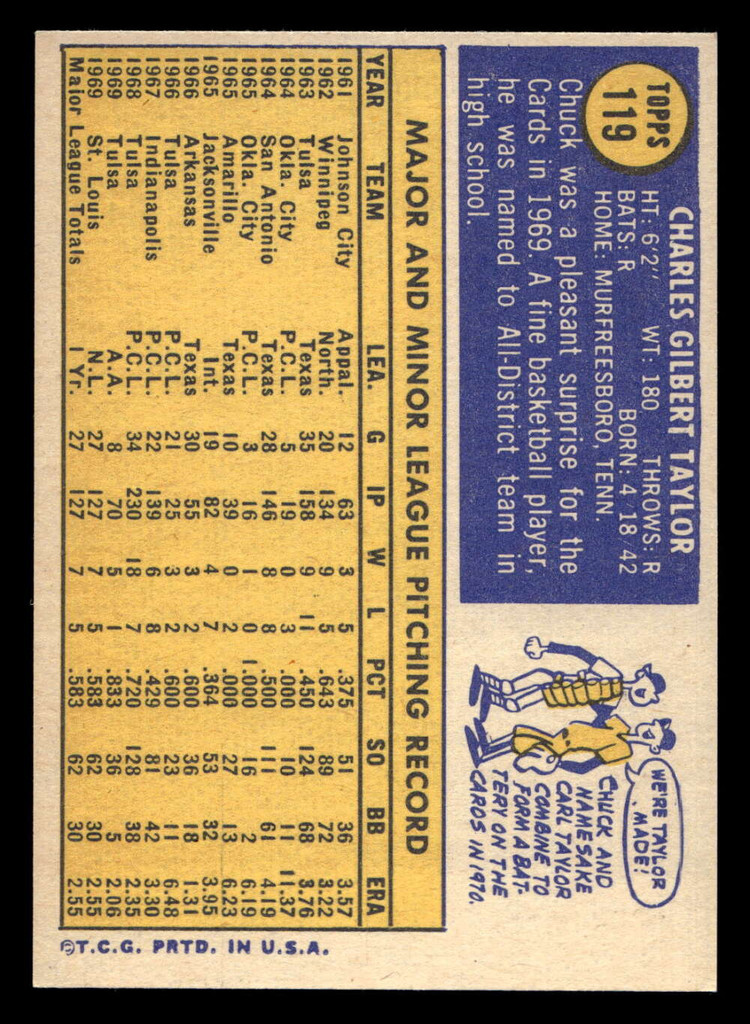 TOPPS
119
CHARLES GILBERT TAYLOR
HT: 6'2" WT: 180 THROWS: R
BATS: R BORN: 4 18 42
HOME: MURFREESBORO, TENN.
Chuck was a pleasant surprise for the
Cards in 1969. A fine basketball player,
he was named to All-District team in
high school.
WE'RE TAYLOR
MADE!
CHUCK AND
NAMESAKE
CARL TAYLOR
COMBINE TO
FORM A BAT-
TERY ON THE
CARDS IN 1970.
MAJOR AND MINOR LEAGUE PITCHING RECORD
YEAR TEAM LEA. G IP W L PCT SO BB ERA
1961 Johnson City Appal. 12 63 3 5 .375 51 36 3.57
1962 Winnipeg North. 20 134 9 5 .643 89 72 3.22
1963 Tulsa Texas 35 158 9 11 .450 124 68 3.76
1964 Okla. City P.C.L. 5 19 0 3 .000 10 11 11.37
1964 San Antonio Texas 28 146 8 8 .500 111 61 4.19
1965 Okla. City P.C.L. 3 16 1 0 1.000 16 2 6.19
1965 Amarillo Texas 10 39 0 2 .000 27 13 6.23
1965 Jacksonville Int. 19 82 4 7 .364 53 32 3.95
1966 Arkansas Texas 30 55 3 2 .600 36 18 1.31
1966 Tulsa P.C.L. 21 25 3 2 .600 23 11 6.48
1967 Indianapolis P.C.L. 22 139 6 8 .429 81 42 3.30
1968 Tulsa P.C.L. 34 230 18 7 .720 128 38 2.35
1969 Tulsa A.A. 8 70 5 1 .833 36 5 2.06
1969 St. Louis N.L. 27 127 7 5 .583 62 30 2.55
Major League Totals 1 Yr. 27 127 7 5 .583 62 30 2.55
©T.C.G. PRTD. IN U.S.A.